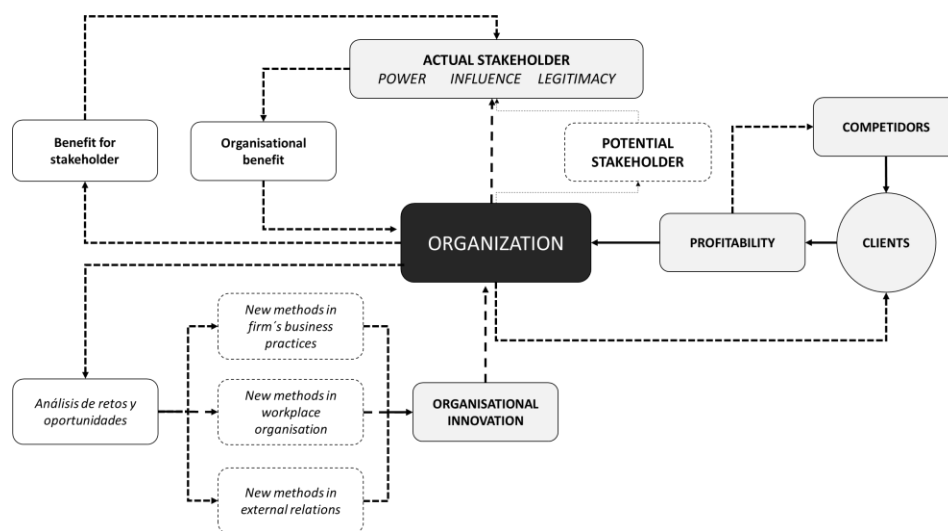 ACTUAL STAKEHOLDER
POWER INFLUENCE LEGITIMACY
Benefit for
stakeholder
Organisational
benefit
POTENTIAL
STAKEHOLDER
COMPETIDORS
ORGANIZATION
PROFITABILITY
CLIENTS
New methods in
firm´s business
practices
Análisis de retos y
oportunidades
New methods in
workplace
organisation
ORGANISATIONAL
INNOVATION
New methods in
external relations